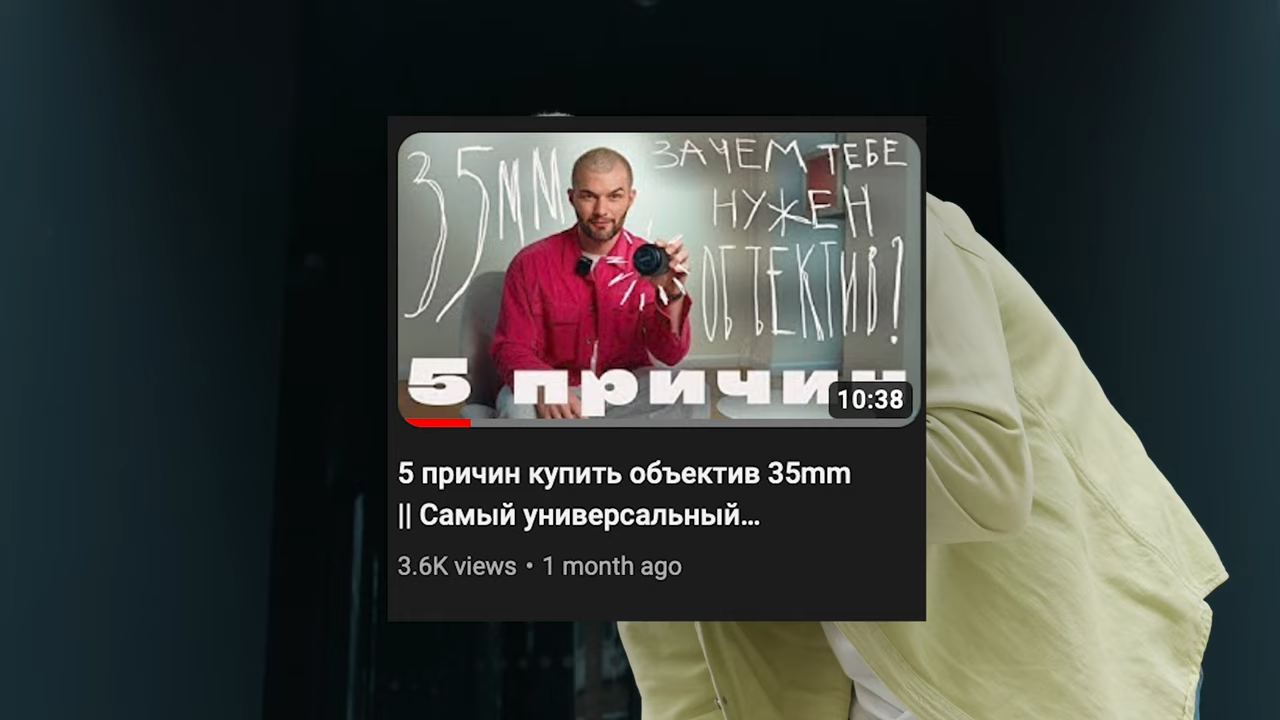 35мм
ЗАЧЕМ ТЕБЕ
НУЖЕН
ОБЪЕКТИВ?
5 причин
10:38
5 причин купить объектив 35mm
|| Самый универсальный...
3.6K views • 1 month ago